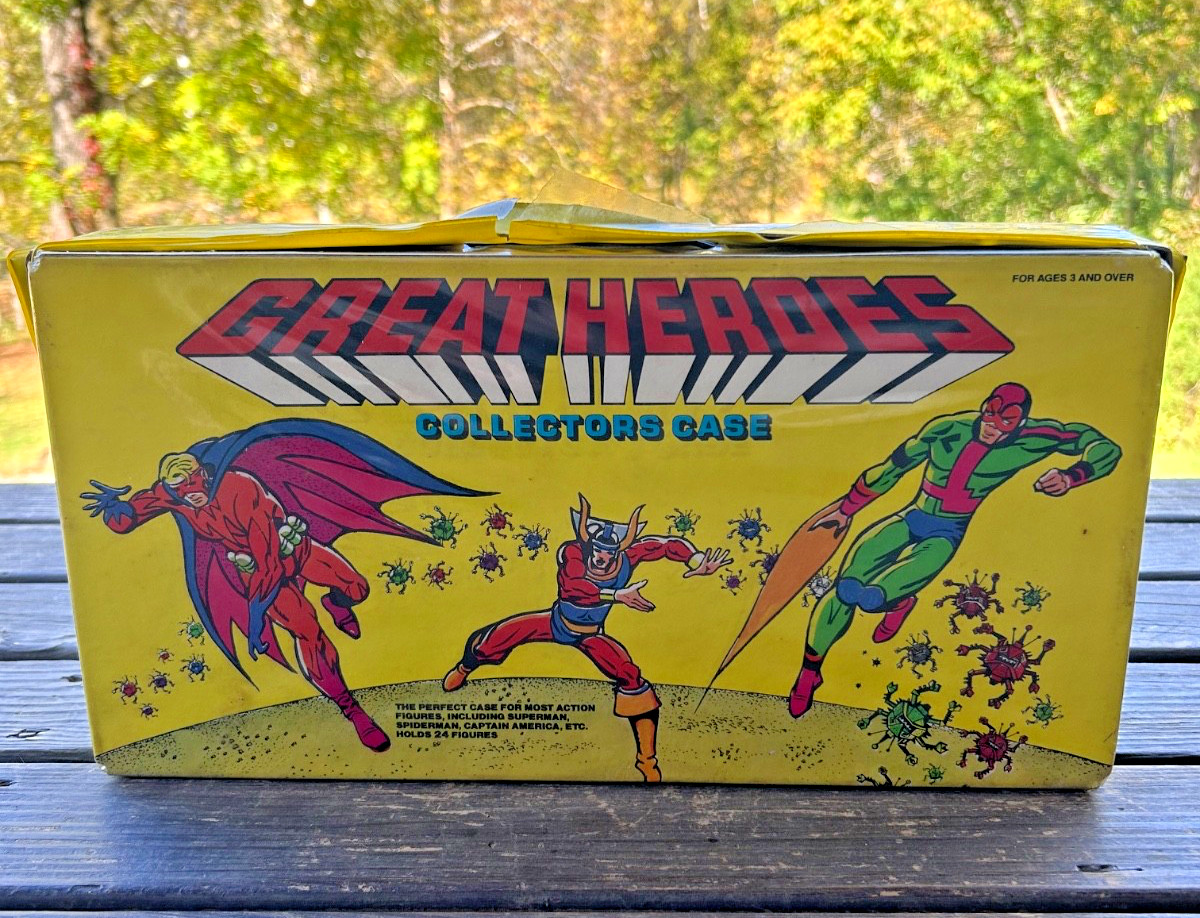 FOR AGES 3 AND OVER
GREAT HEROES
COLLECTORS CASE
THE PERFECT CASE FOR MOST ACTION
FIGURES, INCLUDING SUPERMAN,
SPIDERMAN, CAPTAIN AMERICA, ETC.
HOLDS 24 FIGURES